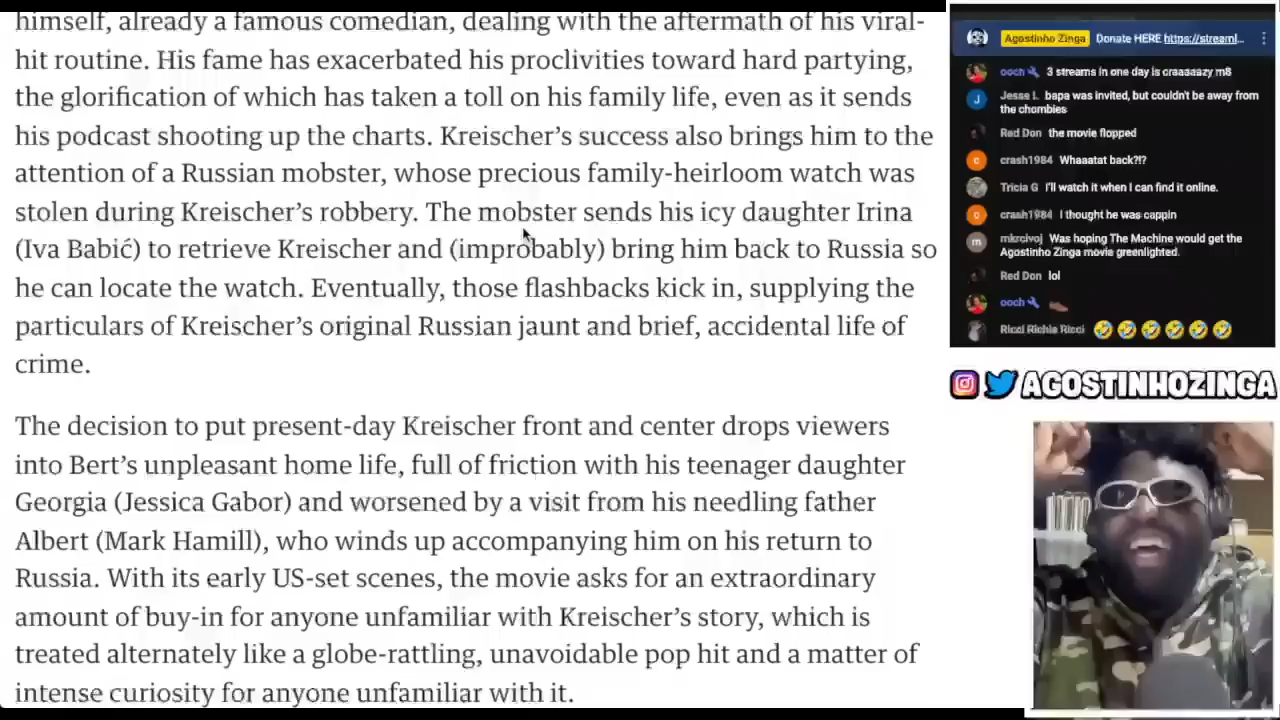 himself, already a famous comedian, dealing with the aftermath of his viral-
hit routine. His fame has exacerbated his proclivities toward hard partying,
the glorification of which has taken a toll on his family life, even as it sends
his podcast shooting up the charts. Kreischer’s success also brings him to the
attention of a Russian mobster, whose precious family-heirloom watch was
stolen during Kreischer’s robbery. The mobster sends his icy daughter Irina
(Iva Babić) to retrieve Kreischer and (improbably) bring him back to Russia so
he can locate the watch. Eventually, those flashbacks kick in, supplying the
particulars of Kreischer’s original Russian jaunt and brief, accidental life of
crime.
The decision to put present-day Kreischer front and center drops viewers
into Bert’s unpleasant home life, full of friction with his teenager daughter
Georgia (Jessica Gabor) and worsened by a visit from his needling father
Albert (Mark Hamill), who winds up accompanying him on his return to
Russia. With its early US-set scenes, the movie asks for an extraordinary
amount of buy-in for anyone unfamiliar with Kreischer’s story, which is
treated alternately like a globe-rattling, unavoidable pop hit and a matter of
intense curiosity for anyone unfamiliar with it.
Agostinho Zinga Donate HERE https://streaml...
ooch 3 streams in one day is craaaaazy m8
J Jesse L bapa was invited, but couldn't be away from
the chombies
Red Don the movie flopped
c crash1984 Whaaatat back?!?
Tricia G I'll watch it when I can find it online.
c crash1984 I thought he was cappin
m mkrcivoj Was hoping The Machine would get the
Agostinho Zinga movie greenlighted.
Red Don lol
ooch
Ricci Richie Ricci 🤣🤣🤣🤣🤣🤣
AGOSTINHOZINGA